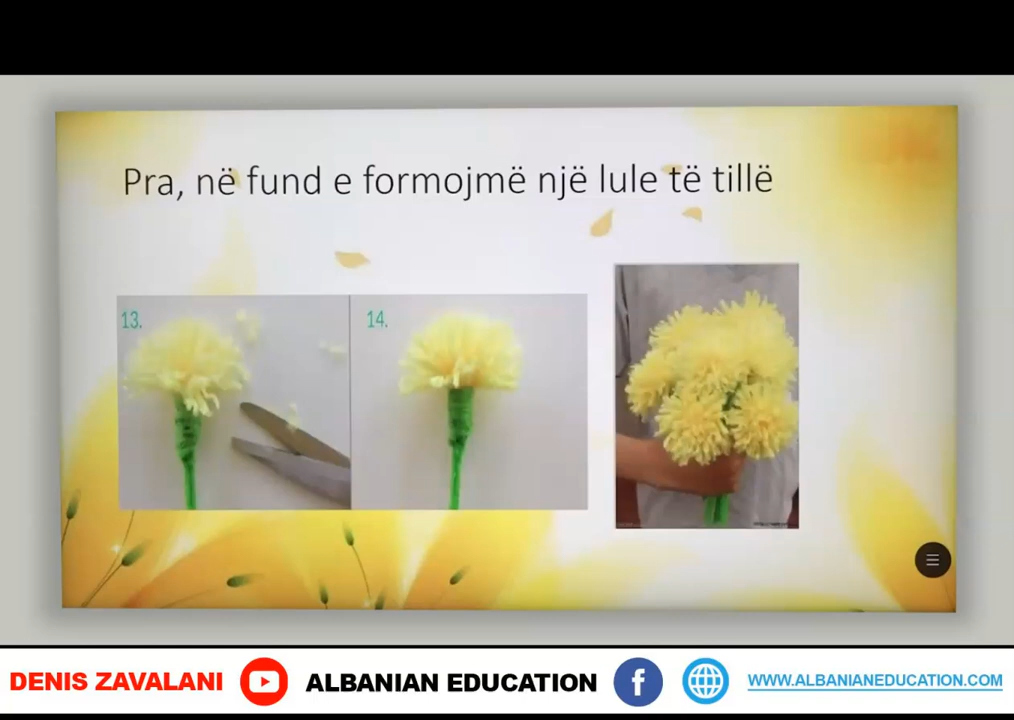 Pra, në fund e formojmë një lule të tillë
13.
14.
DENIS ZAVALANI
ALBANIAN EDUCATION
WWW.ALBANIANEDUCATION.COM